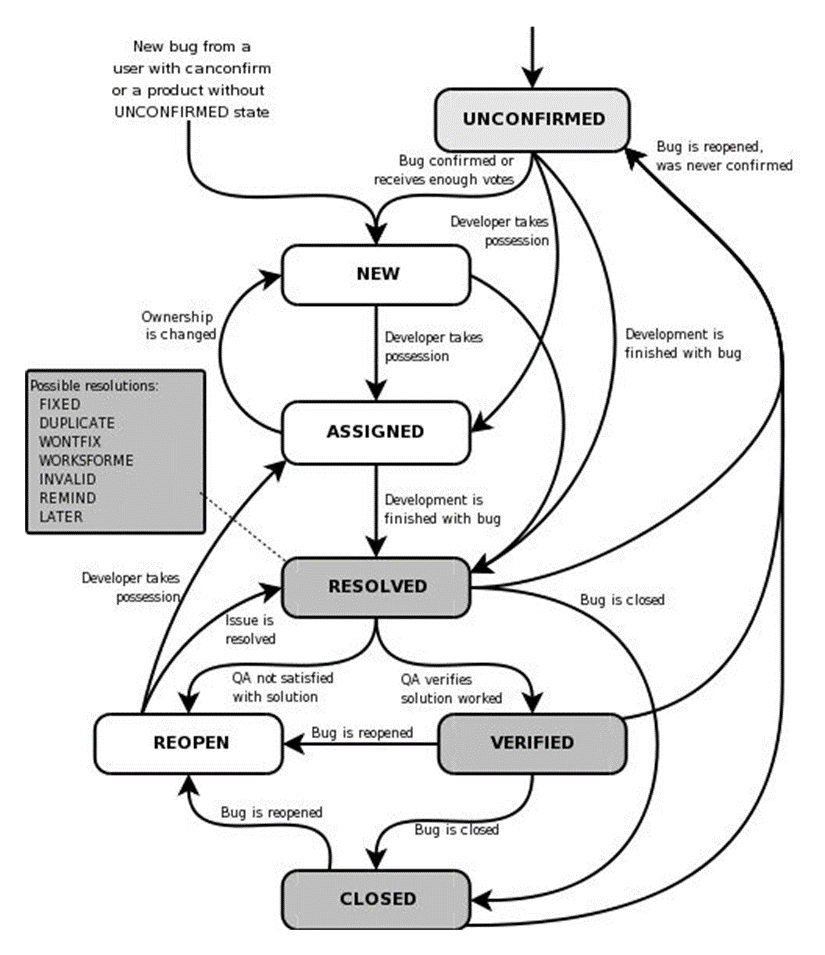 New bug from a
user with canconfirm
or a product without
UNCONFIRMED state
UNCONFIRMED
Bug is reopened,
was never confirmed
Bug confirmed or
receives enough votes
Developer takes
possession
NEW
Ownership
is changed
Developer takes
possession
Development is
finished with bug
Possible resolutions:
FIXED
DUPLICATE
WONTFIX
WORKSFORME
INVALID
REMIND
LATER
ASSIGNED
Development is
finished with bug
Developer takes
possession
RESOLVED
Bug is closed
Issue is
resolved
QA not satisfied
with solution
QA verifies
solution worked
REOPEN
Bug is reopened
VERIFIED
Bug is reopened
Bug is closed
CLOSED